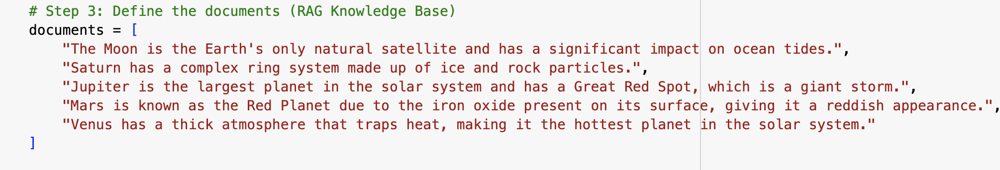 # Step 3: Define the documents (RAG Knowledge Base)
documents = [
    "The Moon is the Earth's only natural satellite and has a significant impact on ocean tides.",
    "Saturn has a complex ring system made up of ice and rock particles.",
    "Jupiter is the largest planet in the solar system and has a Great Red Spot, which is a giant storm.",
    "Mars is known as the Red Planet due to the iron oxide present on its surface, giving it a reddish appearance.",
    "Venus has a thick atmosphere that traps heat, making it the hottest planet in the solar system."
]